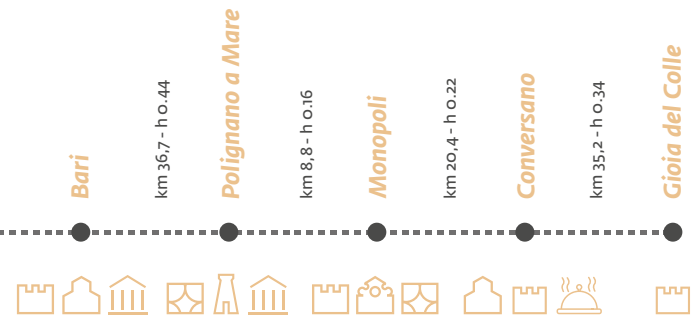 Bari
km 36,7 - h 0.44
Polignano a Mare
km 8,8 - h 0.16
Monopoli
km 20,4 - h 0.22
Conversano
km 35,2 - h 0.34
Gioia del Colle